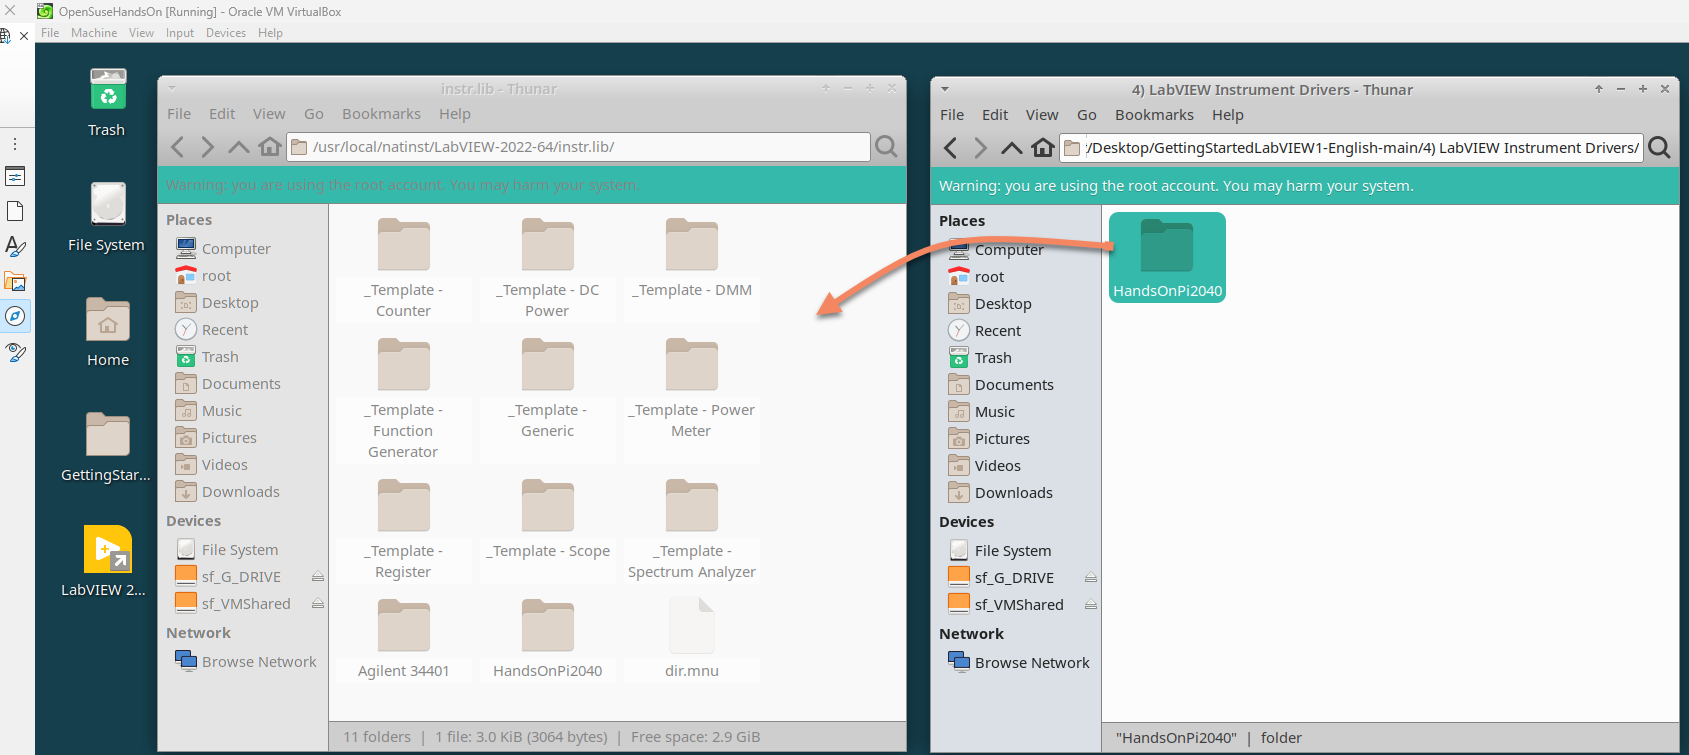 OpenSuseHandsOn [Running] - Oracle VM VirtualBox
File Machine View Input Devices Help
Trash
File System
Home
GettingStar...
LabVIEW 2...
instr.lib - Thunar
File Edit View Go Bookmarks Help
/usr/local/natinst/LabVIEW-2022-64/instr.lib/
Warning: you are using the root account. You may harm your system.
Places
Computer
root
Desktop
Recent
Trash
Documents
Music
Pictures
Videos
Downloads
Devices
File System
sf_G_DRIVE
sf_VMShared
Network
Browse Network
_Template -
Counter
_Template - DC
Power
_Template - DMM
_Template -
Function
Generator
_Template -
Generic
_Template - Power
Meter
_Template -
Register
_Template - Scope
_Template -
Spectrum Analyzer
Agilent 34401
HandsOnPi2040
dir.mnu
11 folders | 1 file: 3.0 KiB (3064 bytes) | Free space: 2.9 GiB
4) LabVIEW Instrument Drivers - Thunar
File Edit View Go Bookmarks Help
:/Desktop/GettingStartedLabVIEW1-English-main/4) LabVIEW Instrument Drivers/
Warning: you are using the root account. You may harm your system.
Places
Computer
root
Desktop
Recent
Trash
Documents
Music
Pictures
Videos
Downloads
Devices
File System
sf_G_DRIVE
sf_VMShared
Network
Browse Network
HandsOnPi2040
"HandsOnPi2040" | folder